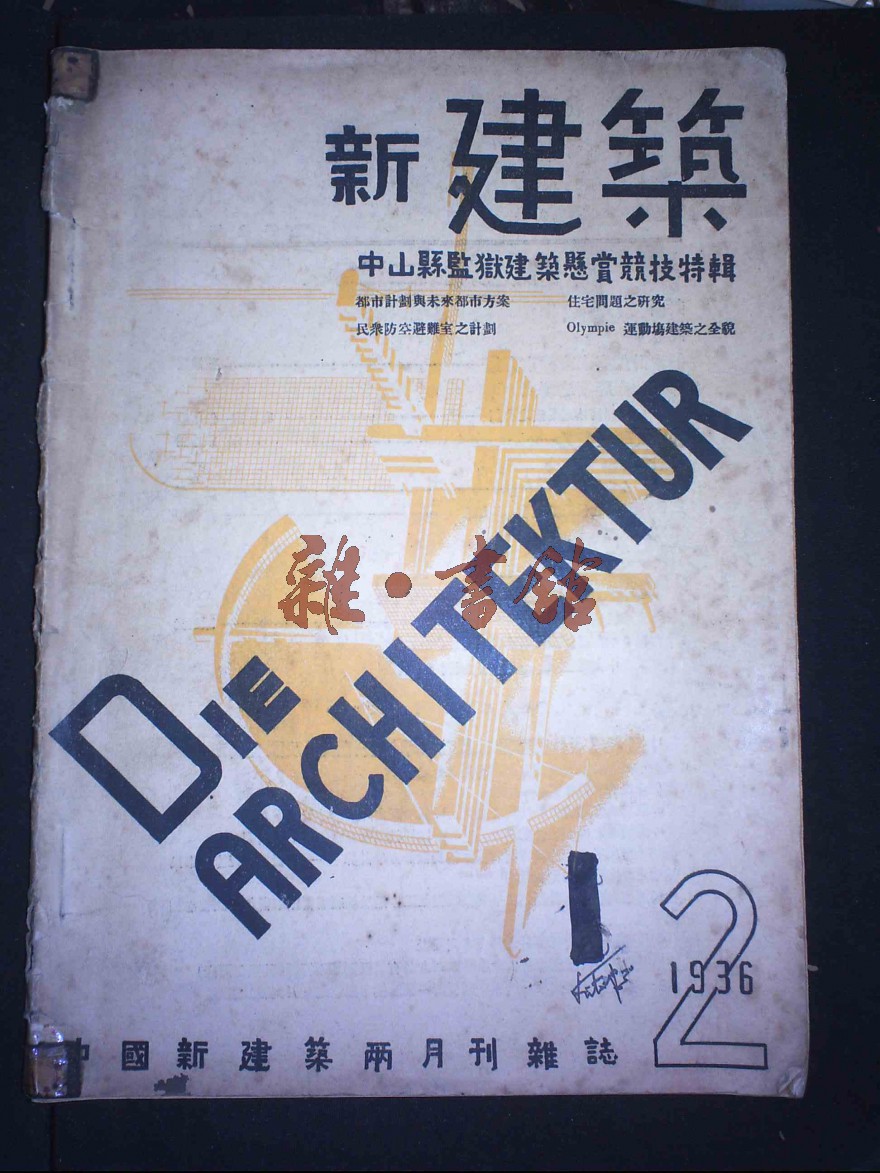 新建築
中山縣監獄建築懸賞競技特輯
都市計劃與未來都市方案 住宅問題之研究
民衆防空避難室之計劃 Olympie 運動塲建築之全貌
DIE
ARCHITEKTUR
雜·書館
2
1936
中國新建築兩月刊雜誌